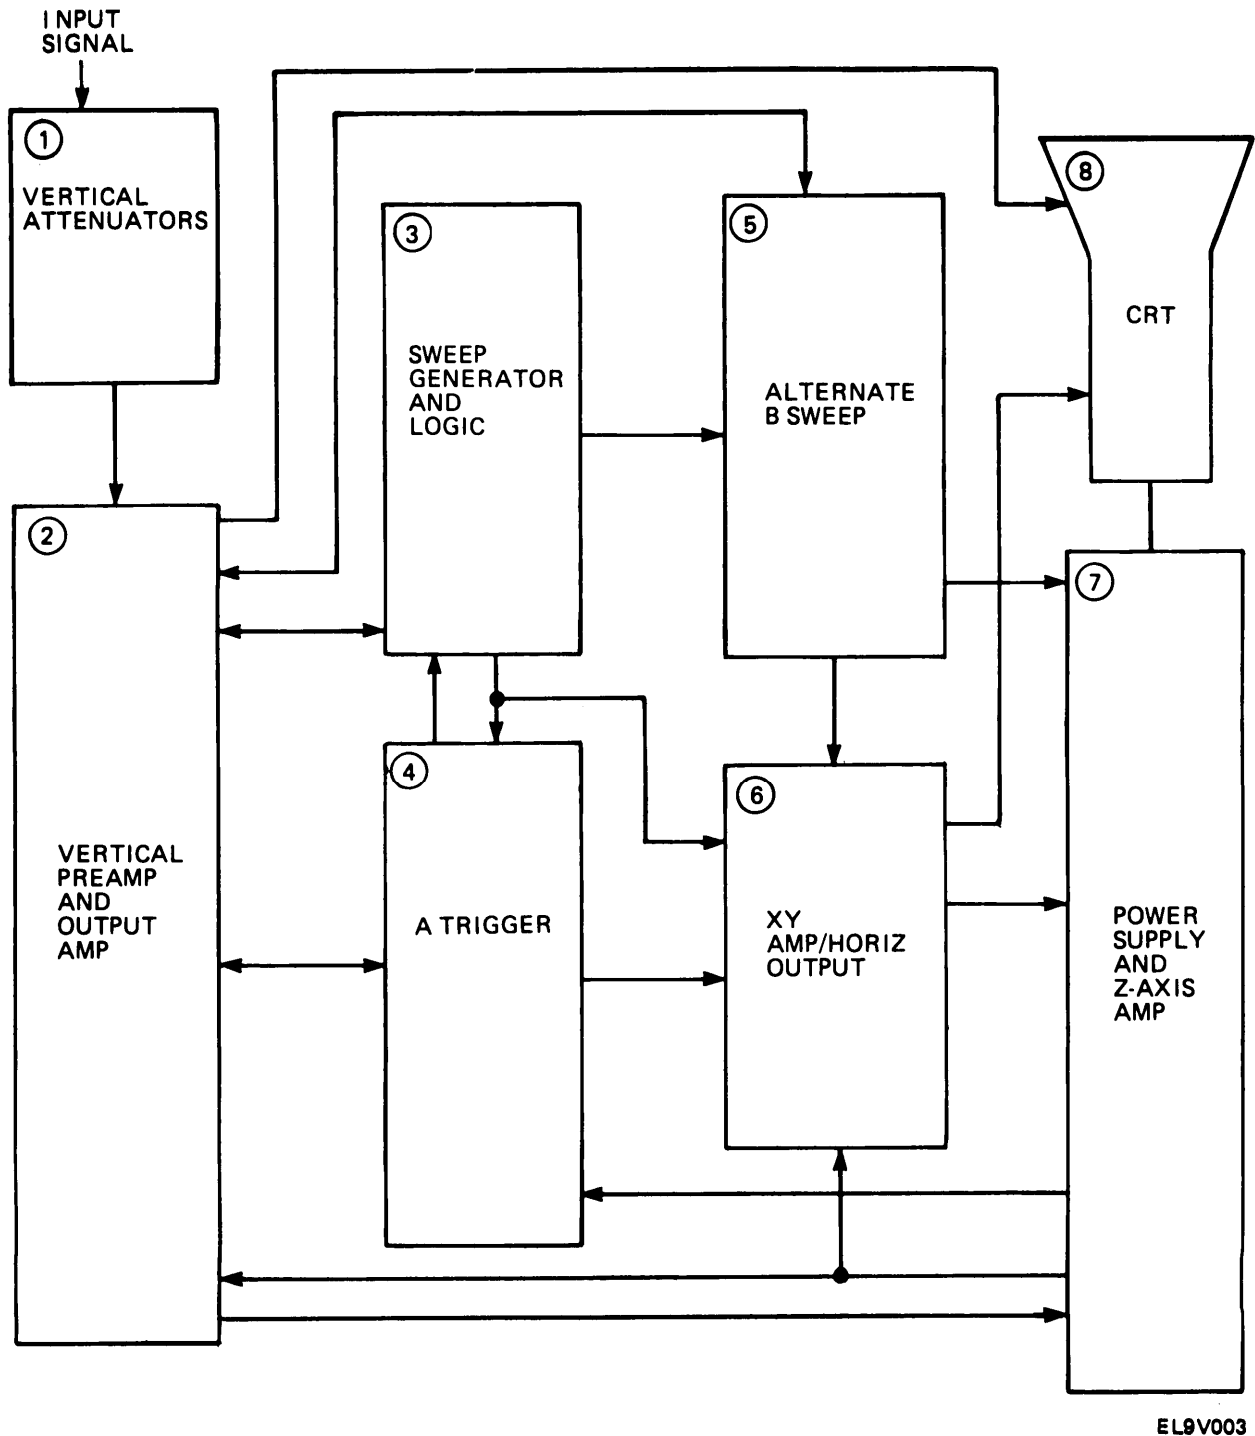 INPUT
SIGNAL
1
VERTICAL
ATTENUATORS
2
VERTICAL
PREAMP
AND
OUTPUT
AMP
3
SWEEP
GENERATOR
AND
LOGIC
4
A TRIGGER
5
ALTERNATE
B SWEEP
6
XY
AMP/HORIZ
OUTPUT
8
CRT
7
POWER
SUPPLY
AND
Z-AXIS
AMP
EL9V003